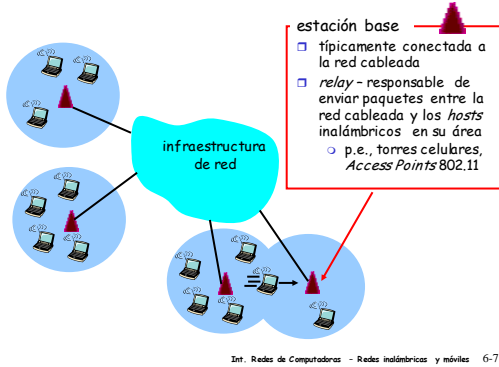 estación base
❒ típicamente conectada a
la red cableada
❒ relay – responsable de
enviar paquetes entre la
red cableada y los hosts
inalámbricos en su área
○ p.e., torres celulares,
Access Points 802.11
infraestructura
de red
Int. Redes de Computadoras - Redes inalámbricas y móviles 6-7